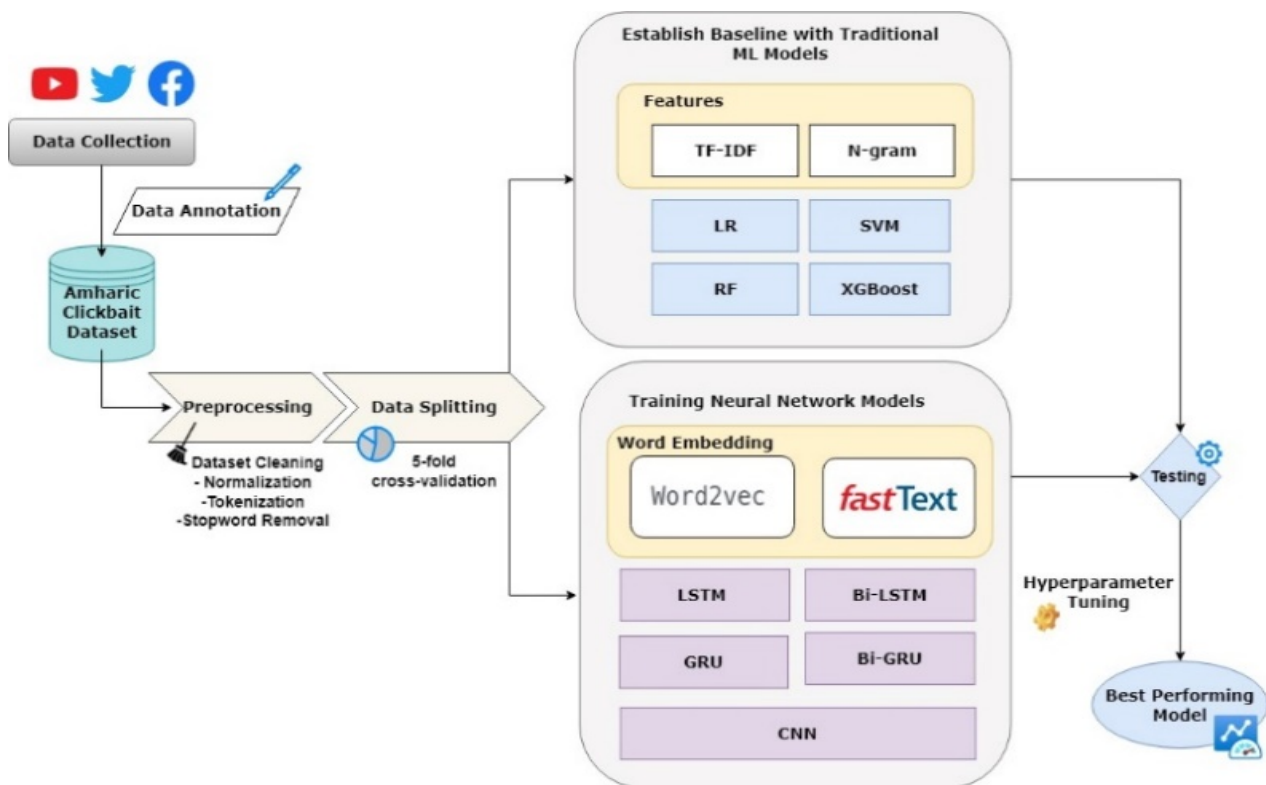 Data Collection
Data Annotation
Amharic
Clickbait
Dataset
Preprocessing
Dataset Cleaning
- Normalization
-Tokenization
-Stopword Removal
Data Splitting
5-fold
cross-validation
Establish Baseline with Traditional
ML Models
Features
TF-IDF
N-gram
LR
SVM
RF
XGBoost
Training Neural Network Models
Word Embedding
Word2vec
fastText
LSTM
Bi-LSTM
GRU
Bi-GRU
CNN
Testing
Hyperparameter
Tuning
Best Performing
Model